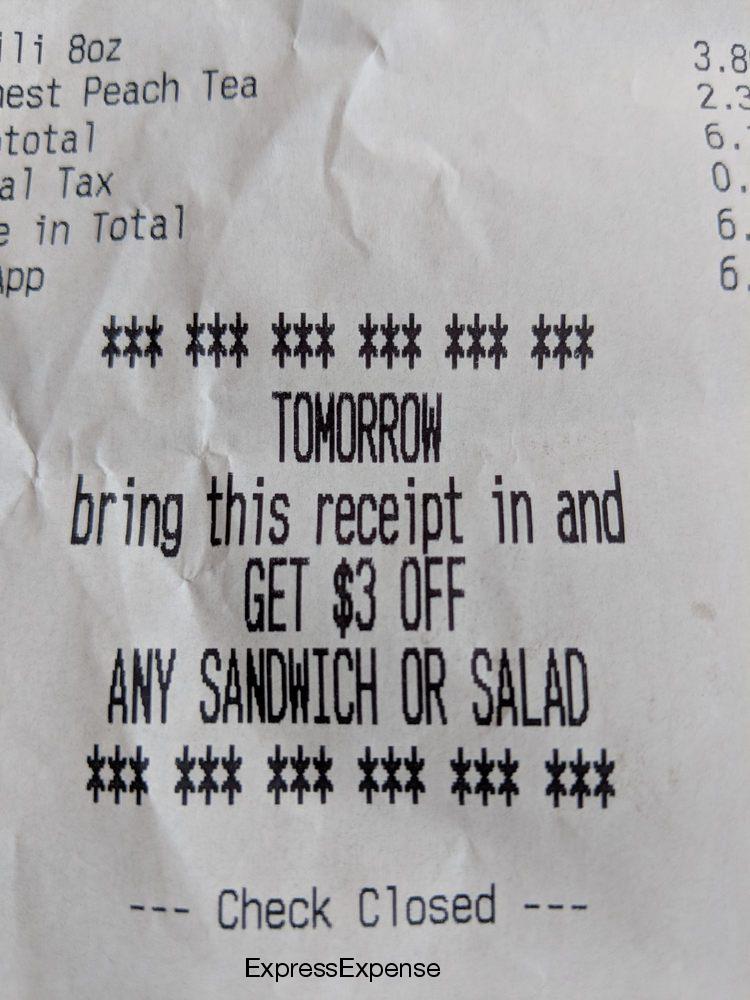 ili 8oz 3.8
nest Peach Tea 2.3
total 6.
al Tax 0.
e in Total 6.
App 6.
*** *** *** *** *** ***
TOMORROW
bring this receipt in and
GET $3 OFF
ANY SANDWICH OR SALAD
*** *** *** *** *** ***
--- Check Closed ---
ExpressExpense